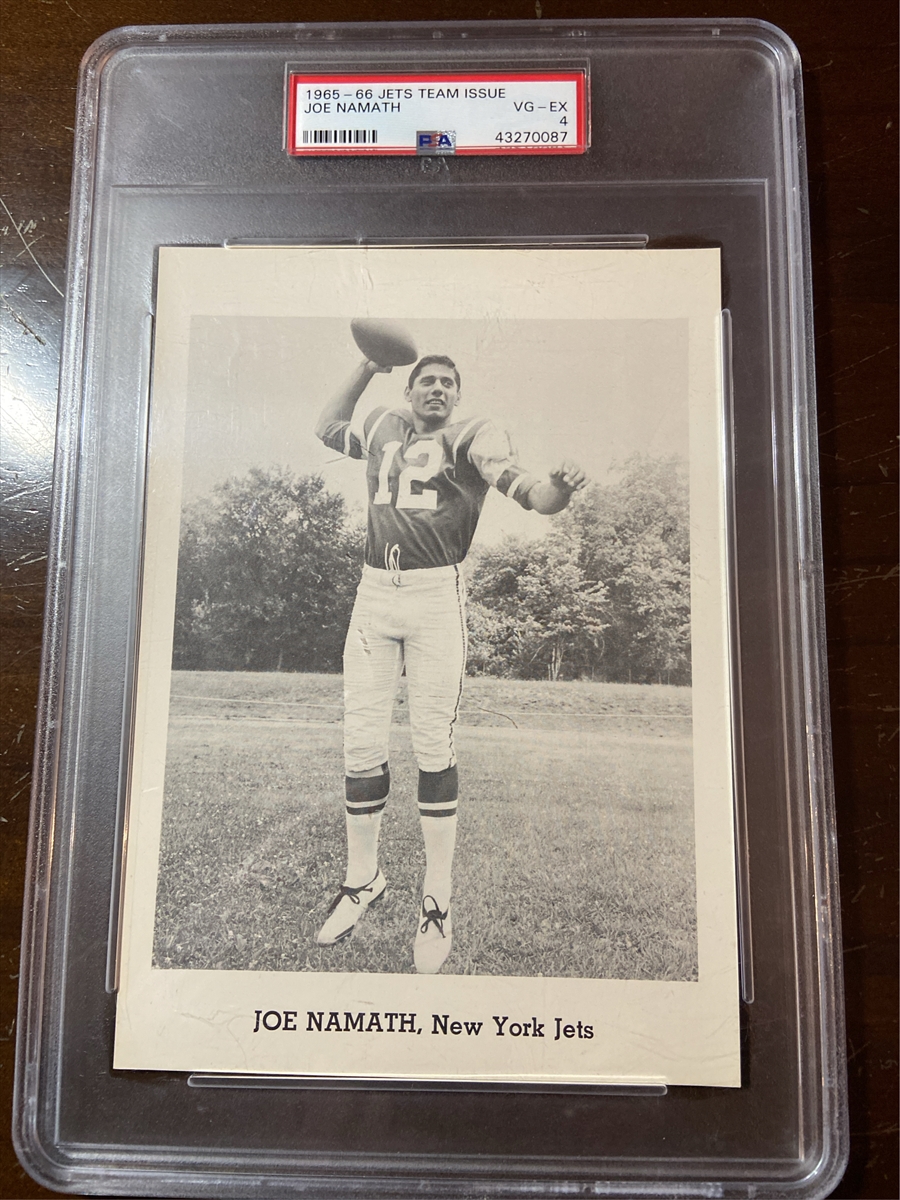 1965-66 JETS TEAM ISSUE
JOE NAMATH VG-EX
4
PSA 43270087
12
JOE NAMATH, New York Jets